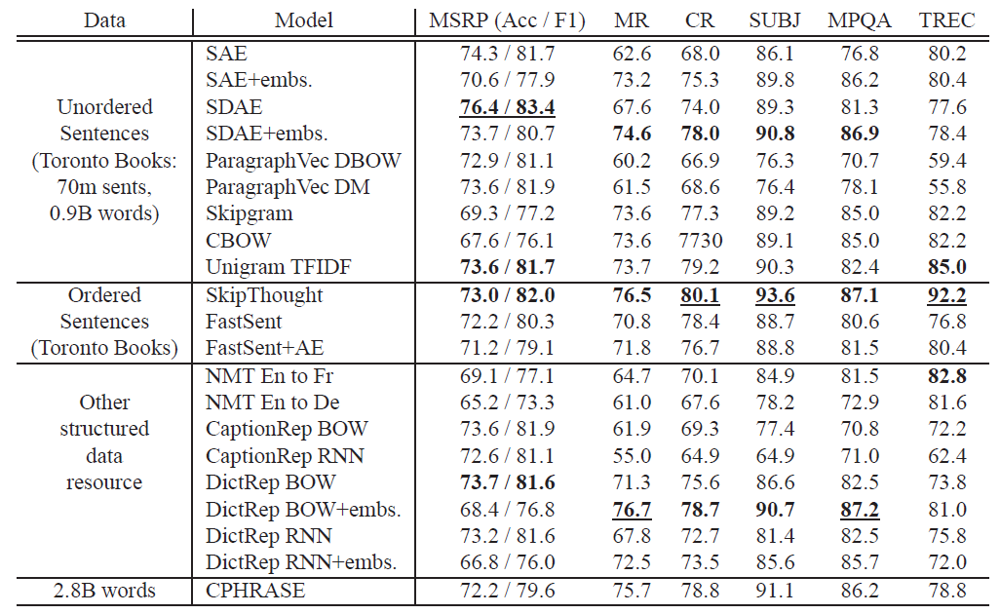 Data Model MSRP (Acc / F1) MR CR SUBJ MPQA TREC
SAE 74.3 / 81.7 62.6 68.0 86.1 76.8 80.2
SAE+embs. 70.6 / 77.9 73.2 75.3 89.8 86.2 80.4
Unordered SDAE 76.4 / 83.4 67.6 74.0 89.3 81.3 77.6
Sentences SDAE+embs. 73.7 / 80.7 74.6 78.0 90.8 86.9 78.4
(Toronto Books: ParagraphVec DBOW 72.9 / 81.1 60.2 66.9 76.3 70.7 59.4
70m sents, ParagraphVec DM 73.6 / 81.9 61.5 68.6 76.4 78.1 55.8
0.9B words) Skipgram 69.3 / 77.2 73.6 77.3 89.2 85.0 82.2
CBOW 67.6 / 76.1 73.6 7730 89.1 85.0 82.2
Unigram TFIDF 73.6 / 81.7 73.7 79.2 90.3 82.4 85.0
Ordered SkipThought 73.0 / 82.0 76.5 80.1 93.6 87.1 92.2
Sentences FastSent 72.2 / 80.3 70.8 78.4 88.7 80.6 76.8
(Toronto Books) FastSent+AE 71.2 / 79.1 71.8 76.7 88.8 81.5 80.4
NMT En to Fr 69.1 / 77.1 64.7 70.1 84.9 81.5 82.8
Other NMT En to De 65.2 / 73.3 61.0 67.6 78.2 72.9 81.6
structured CaptionRep BOW 73.6 / 81.9 61.9 69.3 77.4 70.8 72.2
data CaptionRep RNN 72.6 / 81.1 55.0 64.9 64.9 71.0 62.4
resource DictRep BOW 73.7 / 81.6 71.3 75.6 86.6 82.5 73.8
DictRep BOW+embs. 68.4 / 76.8 76.7 78.7 90.7 87.2 81.0
DictRep RNN 73.2 / 81.6 67.8 72.7 81.4 82.5 75.8
DictRep RNN+embs. 66.8 / 76.0 72.5 73.5 85.6 85.7 72.0
2.8B words CPHRASE 72.2 / 79.6 75.7 78.8 91.1 86.2 78.8